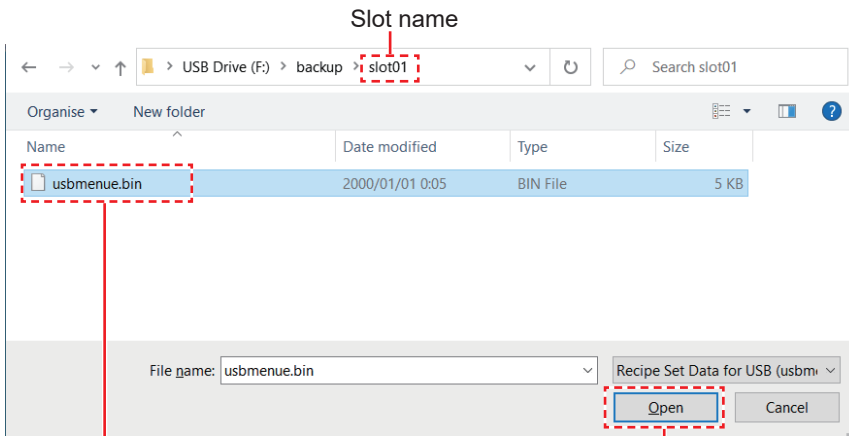 Slot name
USB Drive (F:) > backup > slot01
Search slot01
Organise
New folder
?
Name
Date modified
Type
Size
usbmenue.bin
2000/01/01 0:05
BIN File
5 KB
File name:
usbmenue.bin
Recipe Set Data for USB
Open
Cancel